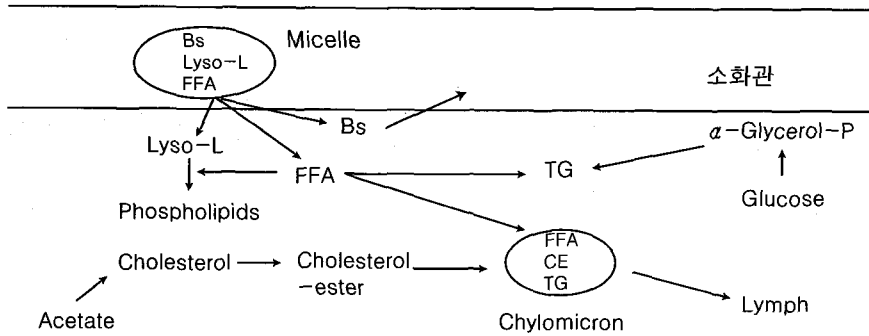 Bs
Lyso-L
FFA
Micelle
소화관
Bs
Lyso-L
α-Glycerol-P
FFA
TG
Glucose
Phospholipids
Cholesterol
Cholesterol
-ester
FFA
CE
TG
Lymph
Acetate
Chylomicron